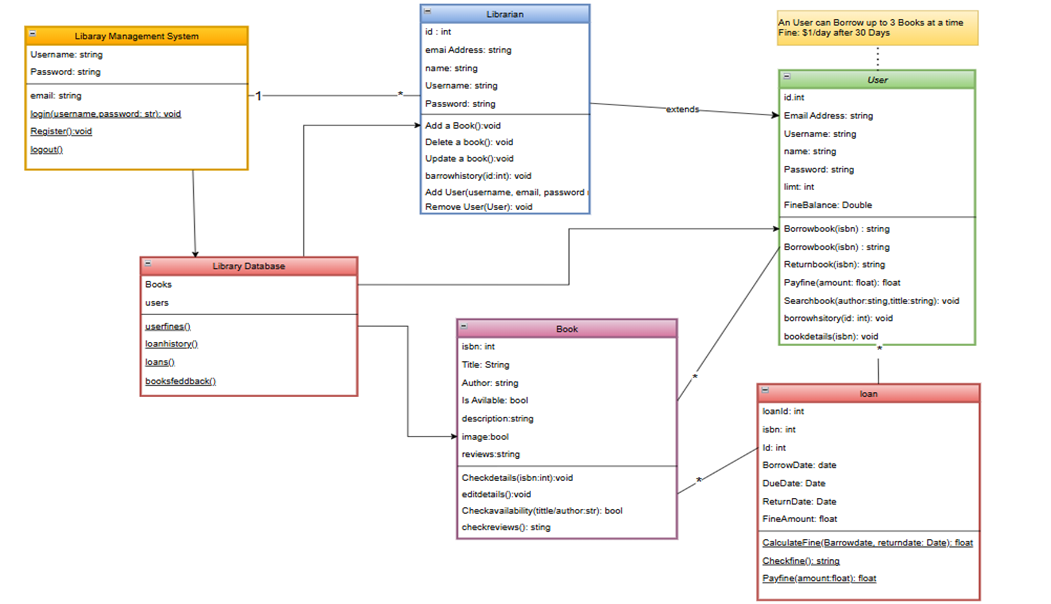 Libaray Management System
Username: string
Password: string
email: string
login(username,password: str): void
Register():void
logout()
1
*
Librarian
id : int
emai Address: string
name: string
Username: string
Password: string
Add a Book():void
Delete a book(): void
Update a book():void
barrowhistory(id:int): void
Add User(username, email, password
Remove User(User): void
extends
An User can Borrow up to 3 Books at a time
Fine: $1/day after 30 Days
User
id.int
Email Address: string
Username: string
name: string
Password: string
limt: int
FineBalance: Double
Borrowbook(isbn) : string
Borrowbook(isbn) : string
Returnbook(isbn): string
Payfine(amount: float): float
Searchbook(author:sting,tittle:string): void
borrowhsitory(id: int): void
bookdetails(isbn): void
*
Library Database
Books
users
userfines()
loanhistory()
loans()
booksfeddback()
Book
isbn: int
Title: String
Author: string
Is Avilable: bool
description:string
image:bool
reviews:string
Checkdetails(isbn:int):void
editdetails():void
Checkavailability(tittle/author:str): bool
checkreviews(): sting
*
*
loan
loanId: int
isbn: int
Id: int
BorrowDate: date
DueDate: Date
ReturnDate: Date
FineAmount: float
CalculateFine(Barrowdate, returndate: Date): float
Checkfine(): string
Payfine(amount:float): float